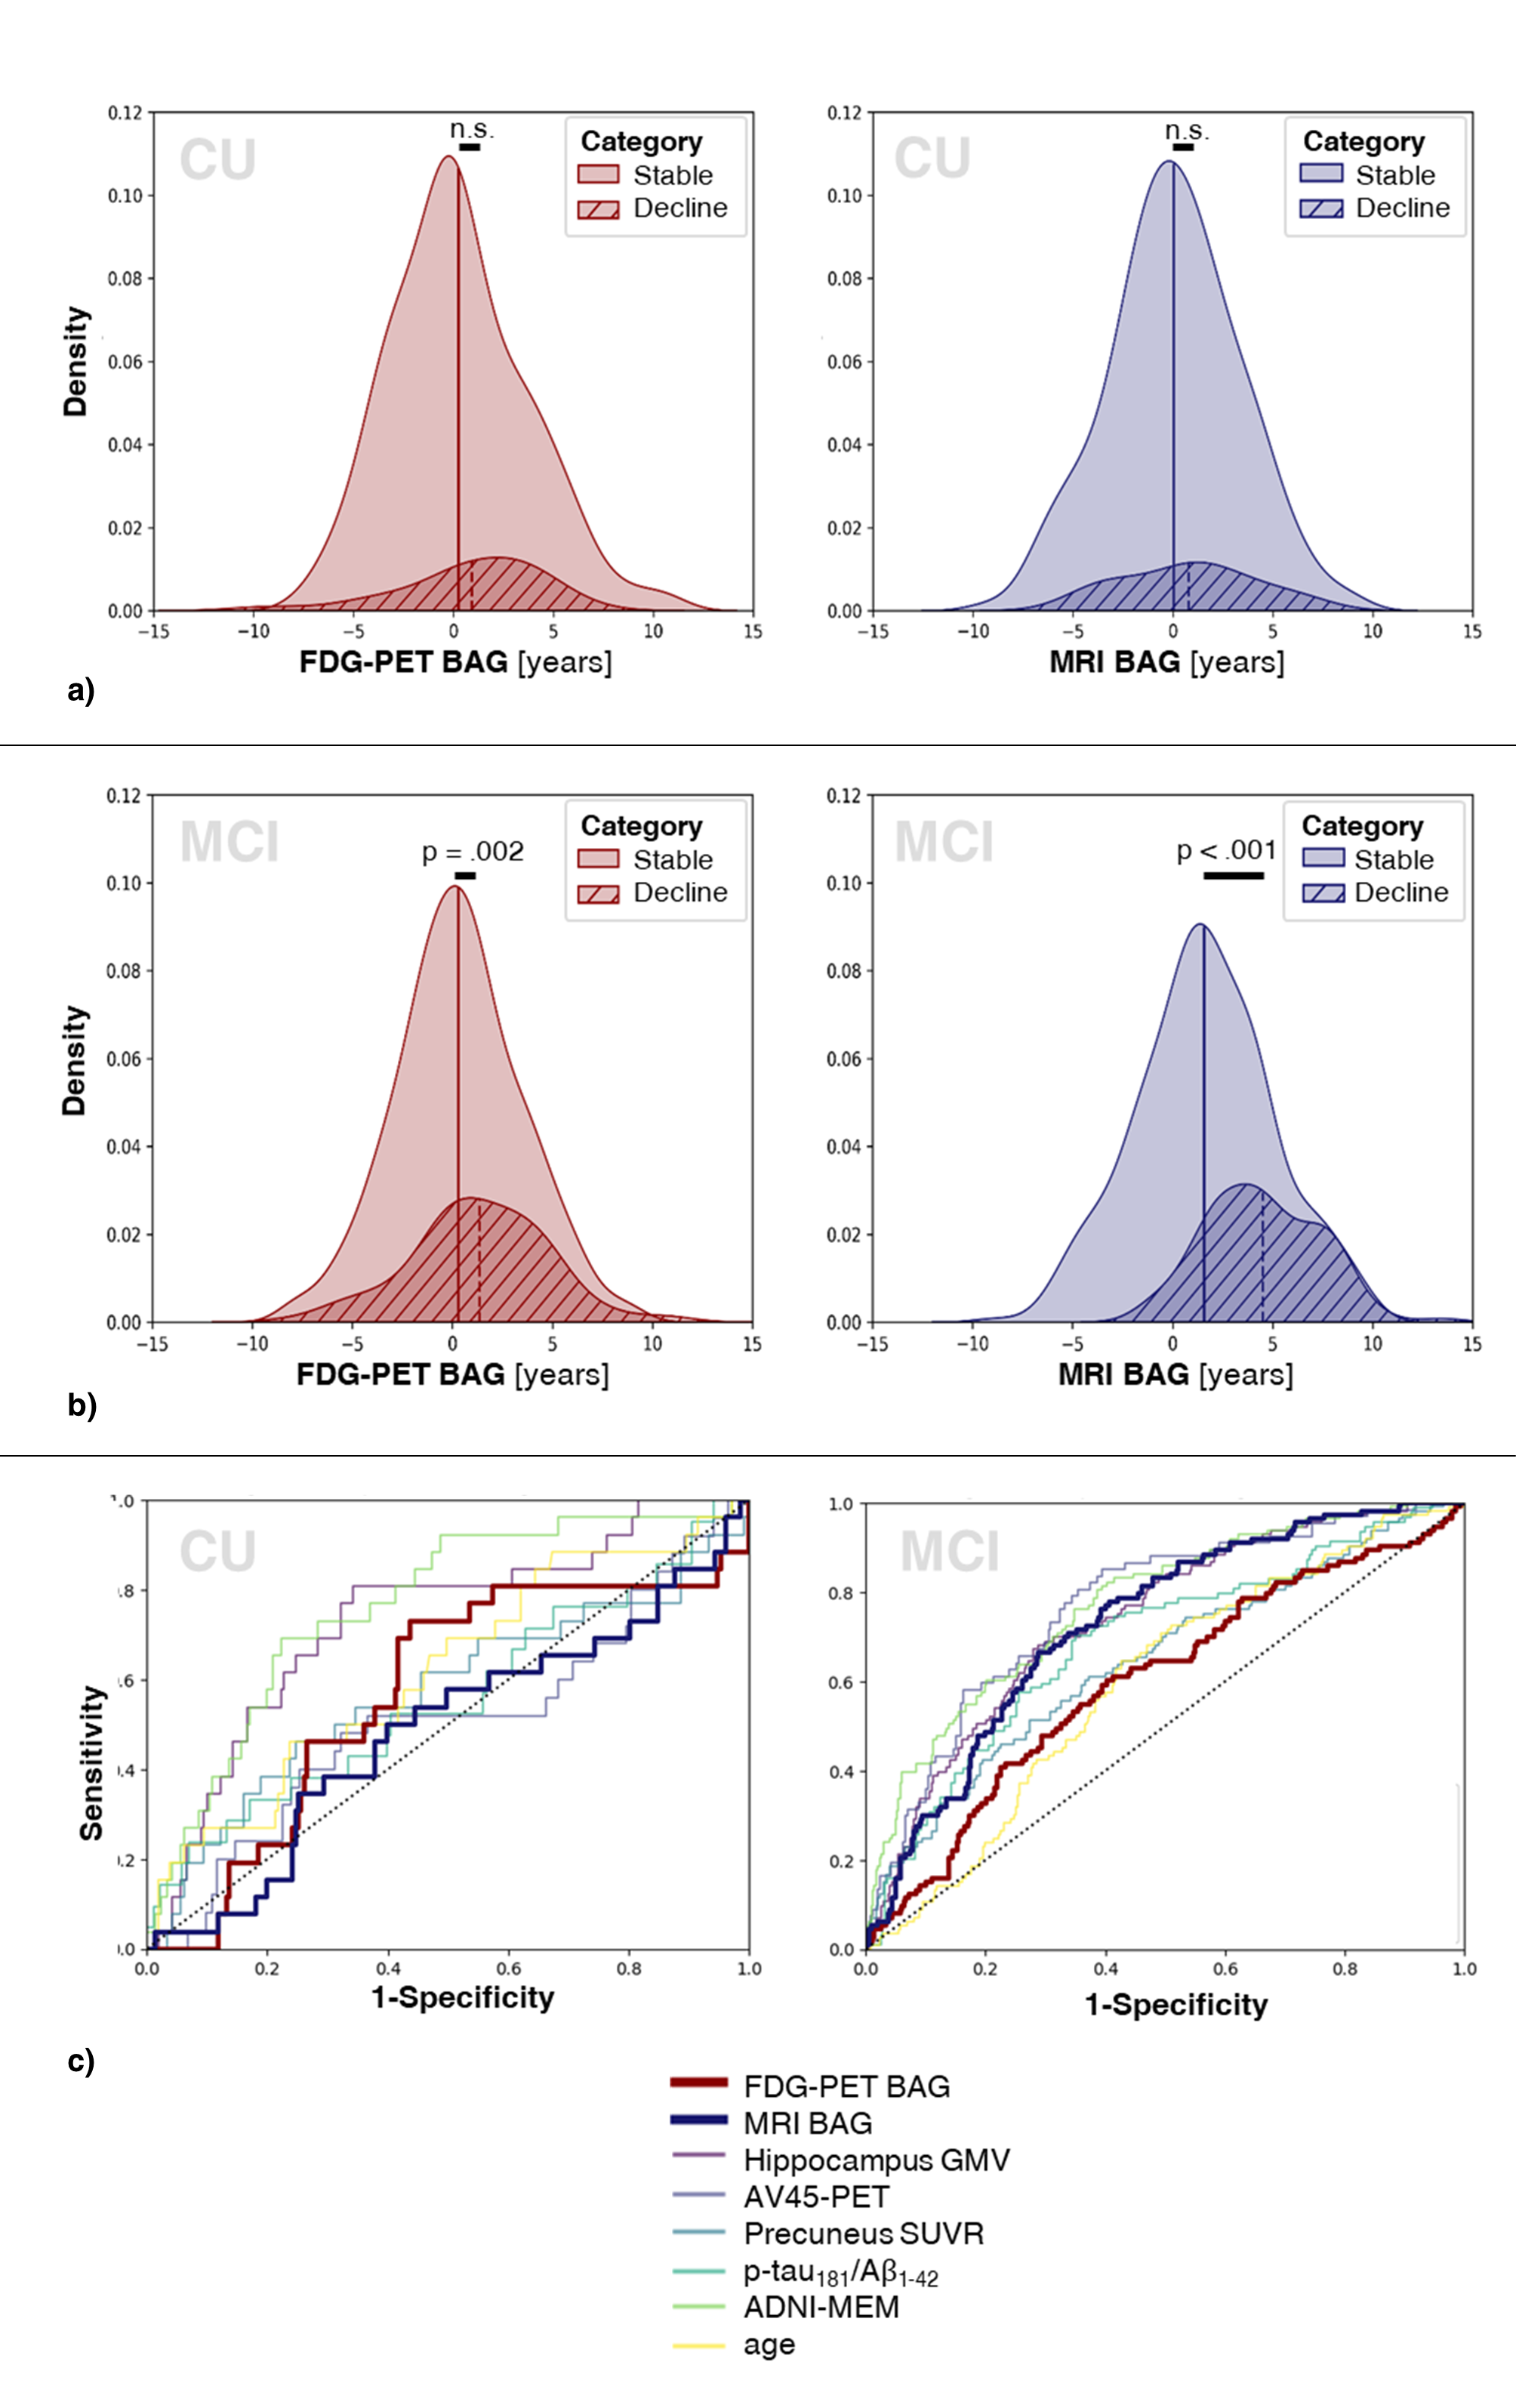 CU
n.s.
Category
Stable
Decline
0.12
0.10
0.08
0.06
0.04
0.02
0.00
Density
−15 −10 −5 0 5 10 15
FDG-PET BAG [years]
CU
n.s.
Category
Stable
Decline
0.12
0.10
0.08
0.06
0.04
0.02
0.00
−15 −10 −5 0 5 10 15
MRI BAG [years]
a)
MCI
p = .002
Category
Stable
Decline
0.12
0.10
0.08
0.06
0.04
0.02
0.00
Density
−15 −10 −5 0 5 10 15
FDG-PET BAG [years]
MCI
p < .001
Category
Stable
Decline
0.12
0.10
0.08
0.06
0.04
0.02
0.00
−15 −10 −5 0 5 10 15
MRI BAG [years]
b)
CU
.0
.8
.6
.4
.2
.0
Sensitivity
0.0 0.2 0.4 0.6 0.8 1.0
1-Specificity
MCI
1.0
0.8
0.6
0.4
0.2
0.0
0.0 0.2 0.4 0.6 0.8 1.0
1-Specificity
c)
FDG-PET BAG
MRI BAG
Hippocampus GMV
AV45-PET
Precuneus SUVR
p-tau181/Aβ1-42
ADNI-MEM
age